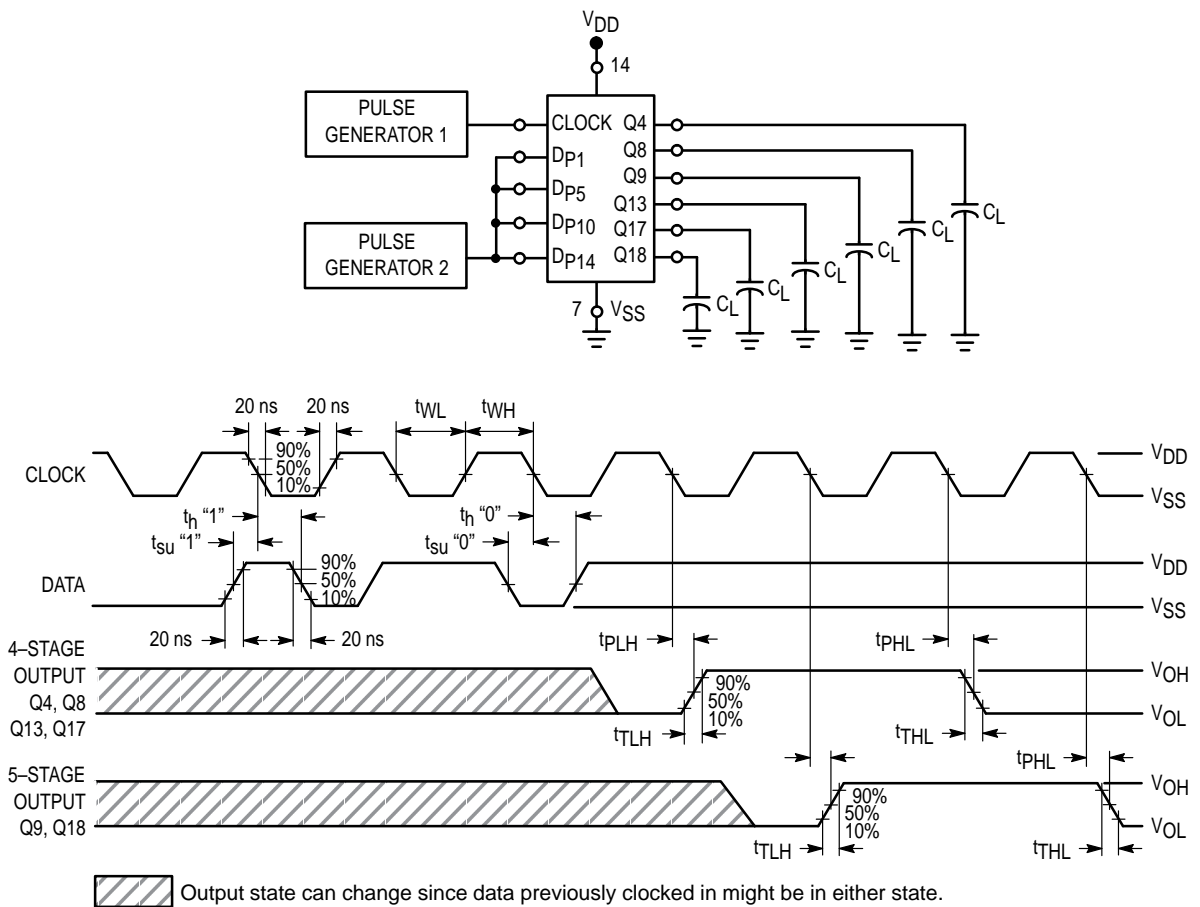 VDD
14
PULSE
GENERATOR 1
CLOCK
Q4
DP1
Q8
Q9
DP5
Q13
DP10
Q17
PULSE
GENERATOR 2
DP14
Q18
CL
CL
CL
CL
CL
CL
7
VSS
20 ns
20 ns
tWL
tWH
CLOCK
90%
50%
10%
VDD
VSS
th “1”
th “0”
tsu “1”
tsu “0”
DATA
90%
50%
10%
VDD
VSS
20 ns
20 ns
tPLH
tPHL
4–STAGE
OUTPUT
Q4, Q8
Q13, Q17
90%
50%
10%
VOH
VOL
tTLH
tTHL
tPHL
5–STAGE
OUTPUT
Q9, Q18
90%
50%
10%
VOH
VOL
tTLH
tTHL
Output state can change since data previously clocked in might be in either state.